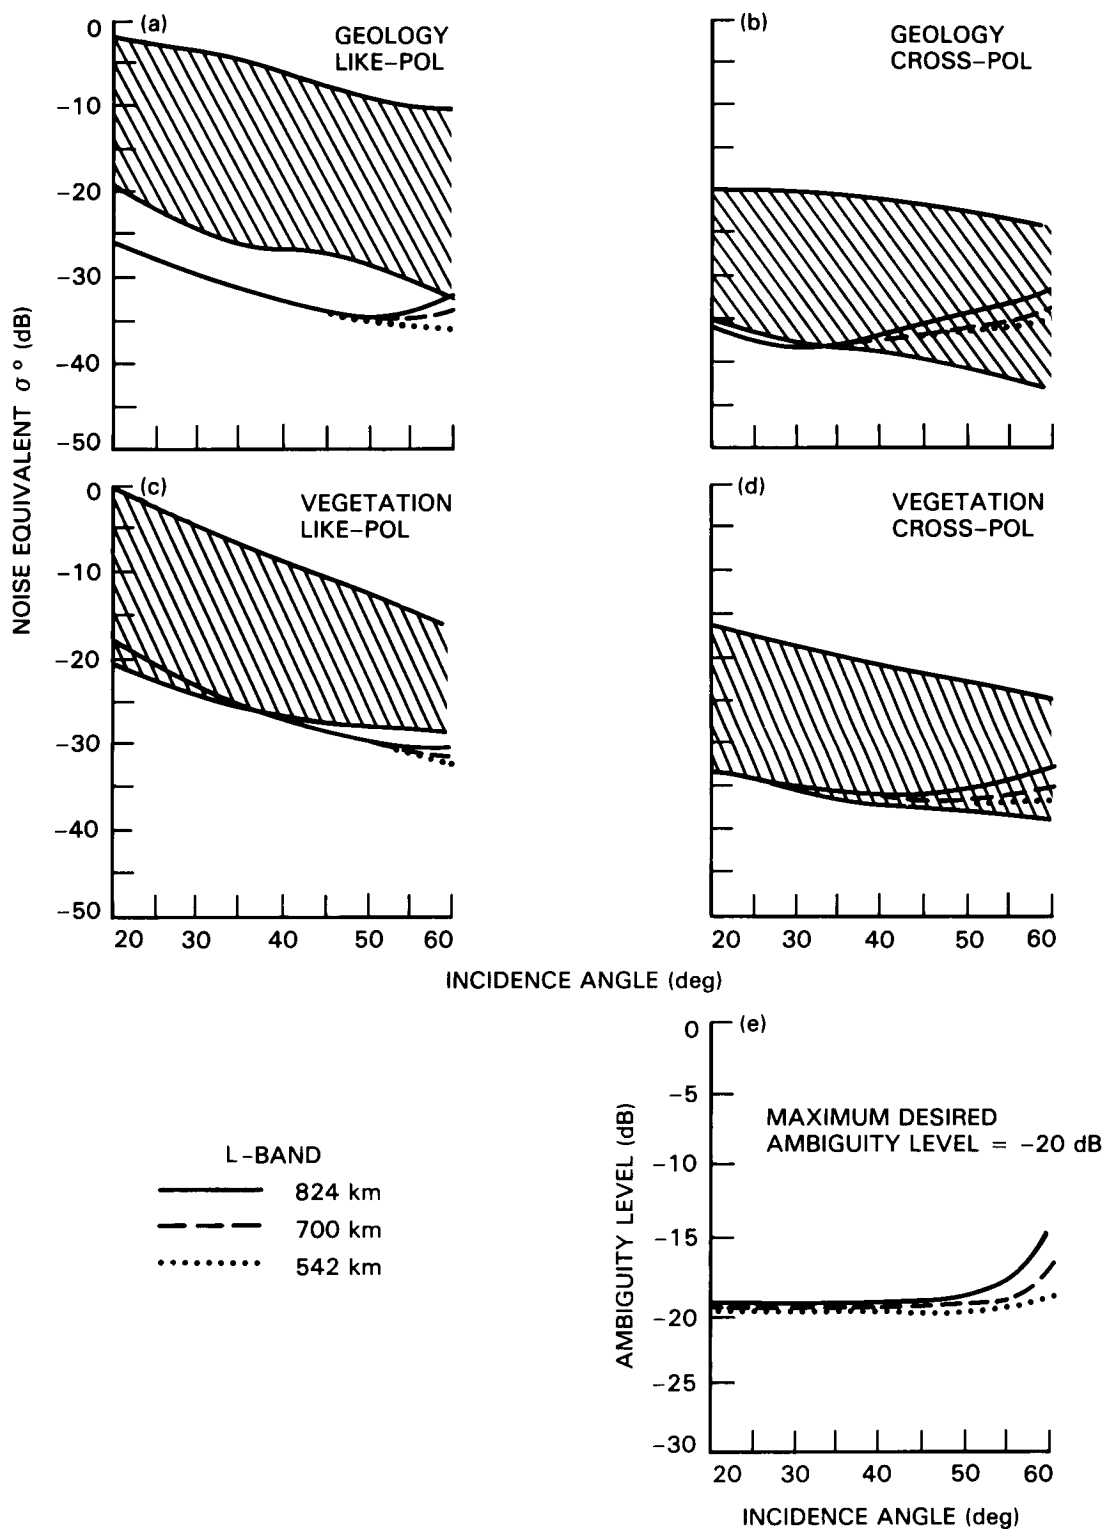 (a)
GEOLOGY
LIKE-POL
0
-10
-20
-30
-40
-50
(b)
GEOLOGY
CROSS-POL
NOISE EQUIVALENT σ° (dB)
(c)
VEGETATION
LIKE-POL
0
-10
-20
-30
-40
-50
20 30 40 50 60
(d)
VEGETATION
CROSS-POL
20 30 40 50 60
INCIDENCE ANGLE (deg)
L-BAND
824 km
700 km
542 km
(e)
MAXIMUM DESIRED
AMBIGUITY LEVEL = -20 dB
AMBIGUITY LEVEL (dB)
0
-5
-10
-15
-20
-25
-30
20 30 40 50 60
INCIDENCE ANGLE (deg)